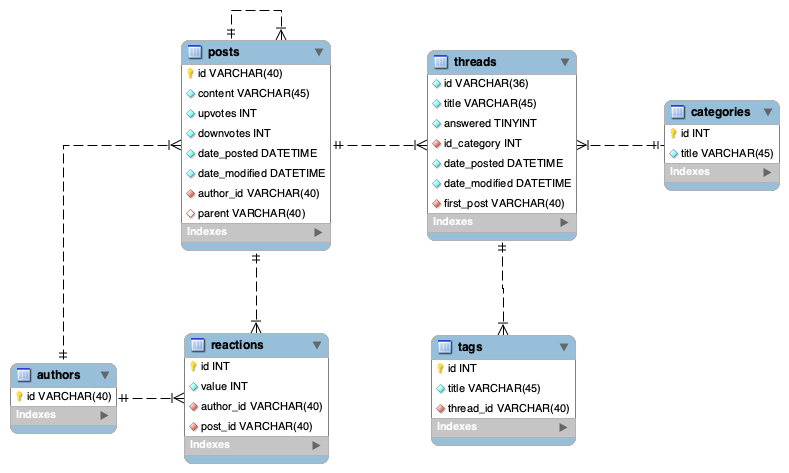 posts
id VARCHAR(40)
content VARCHAR(45)
upvotes INT
downvotes INT
date_posted DATETIME
date_modified DATETIME
author_id VARCHAR(40)
parent VARCHAR(40)
Indexes
threads
id VARCHAR(36)
title VARCHAR(45)
answered TINYINT
id_category INT
date_posted DATETIME
date_modified DATETIME
first_post VARCHAR(40)
Indexes
categories
id INT
title VARCHAR(45)
Indexes
authors
id VARCHAR(40)
Indexes
reactions
id INT
value INT
author_id VARCHAR(40)
post_id VARCHAR(40)
Indexes
tags
id INT
title VARCHAR(45)
thread_id VARCHAR(40)
Indexes